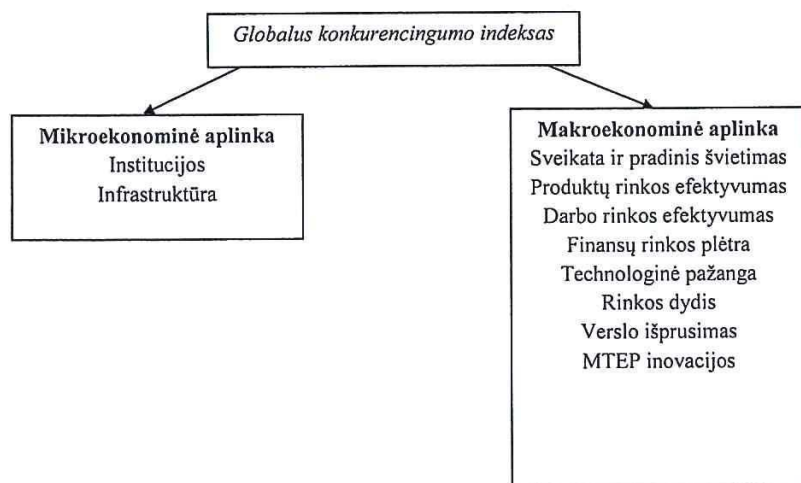 Globalus konkurencingumo indeksas
Mikroekonominė aplinka
Institucijos
Infrastruktūra
Makroekonominė aplinka
Sveikata ir pradinis švietimas
Produktų rinkos efektyvumas
Darbo rinkos efektyvumas
Finansų rinkos plėtra
Technologinė pažanga
Rinkos dydis
Verslo išprusimas
MTEP inovacijos